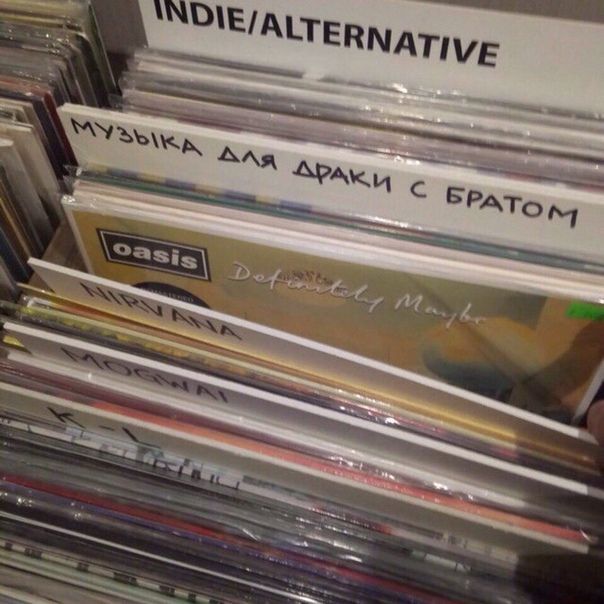 INDIE/ALTERNATIVE
МУЗЫКА ДЛЯ ДРАКИ С БРАТОМ
oasis
Definitely Maybe
NIRVANA
MOGWAI